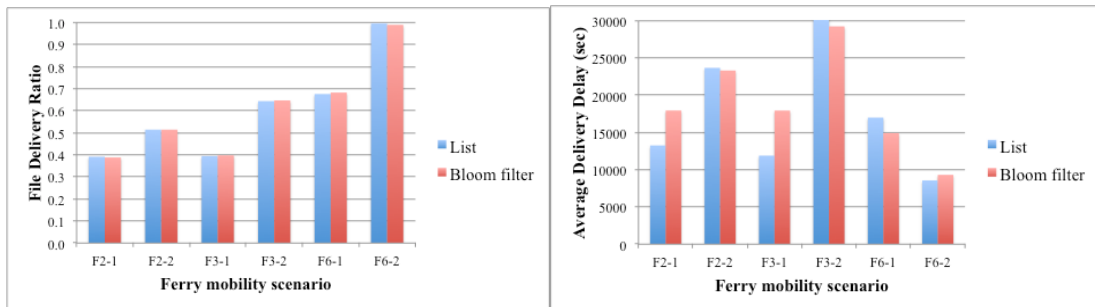 File Delivery Ratio
1.0
0.9
0.8
0.7
0.6
0.5
0.4
0.3
0.2
0.1
0.0
F2-1 F2-2 F3-1 F3-2 F6-1 F6-2
Ferry mobility scenario
List
Bloom filter
Average Delivery Delay (sec)
30000
25000
20000
15000
10000
5000
0
F2-1 F2-2 F3-1 F3-2 F6-1 F6-2
Ferry mobility scenario
List
Bloom filter